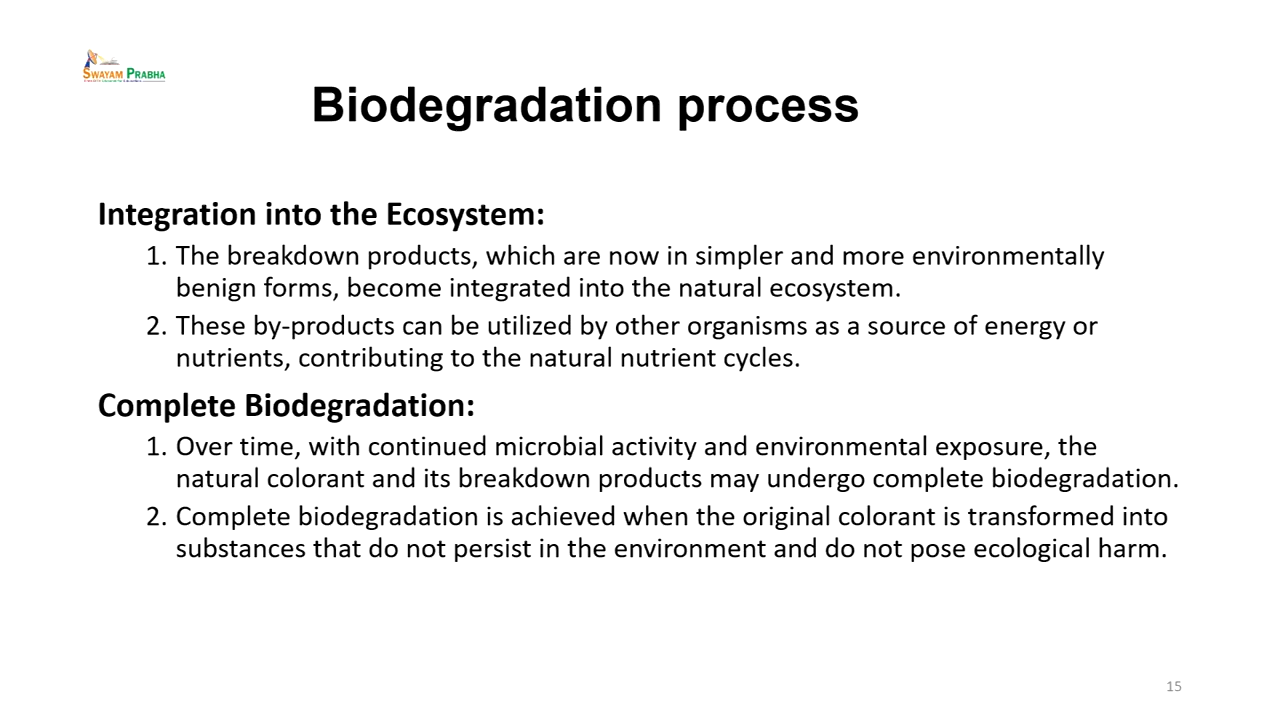 SWAYAM PRABHA
Biodegradation process
Integration into the Ecosystem:
1. The breakdown products, which are now in simpler and more environmentally
benign forms, become integrated into the natural ecosystem.
2. These by-products can be utilized by other organisms as a source of energy or
nutrients, contributing to the natural nutrient cycles.
Complete Biodegradation:
1. Over time, with continued microbial activity and environmental exposure, the
natural colorant and its breakdown products may undergo complete biodegradation.
2. Complete biodegradation is achieved when the original colorant is transformed into
substances that do not persist in the environment and do not pose ecological harm.
15